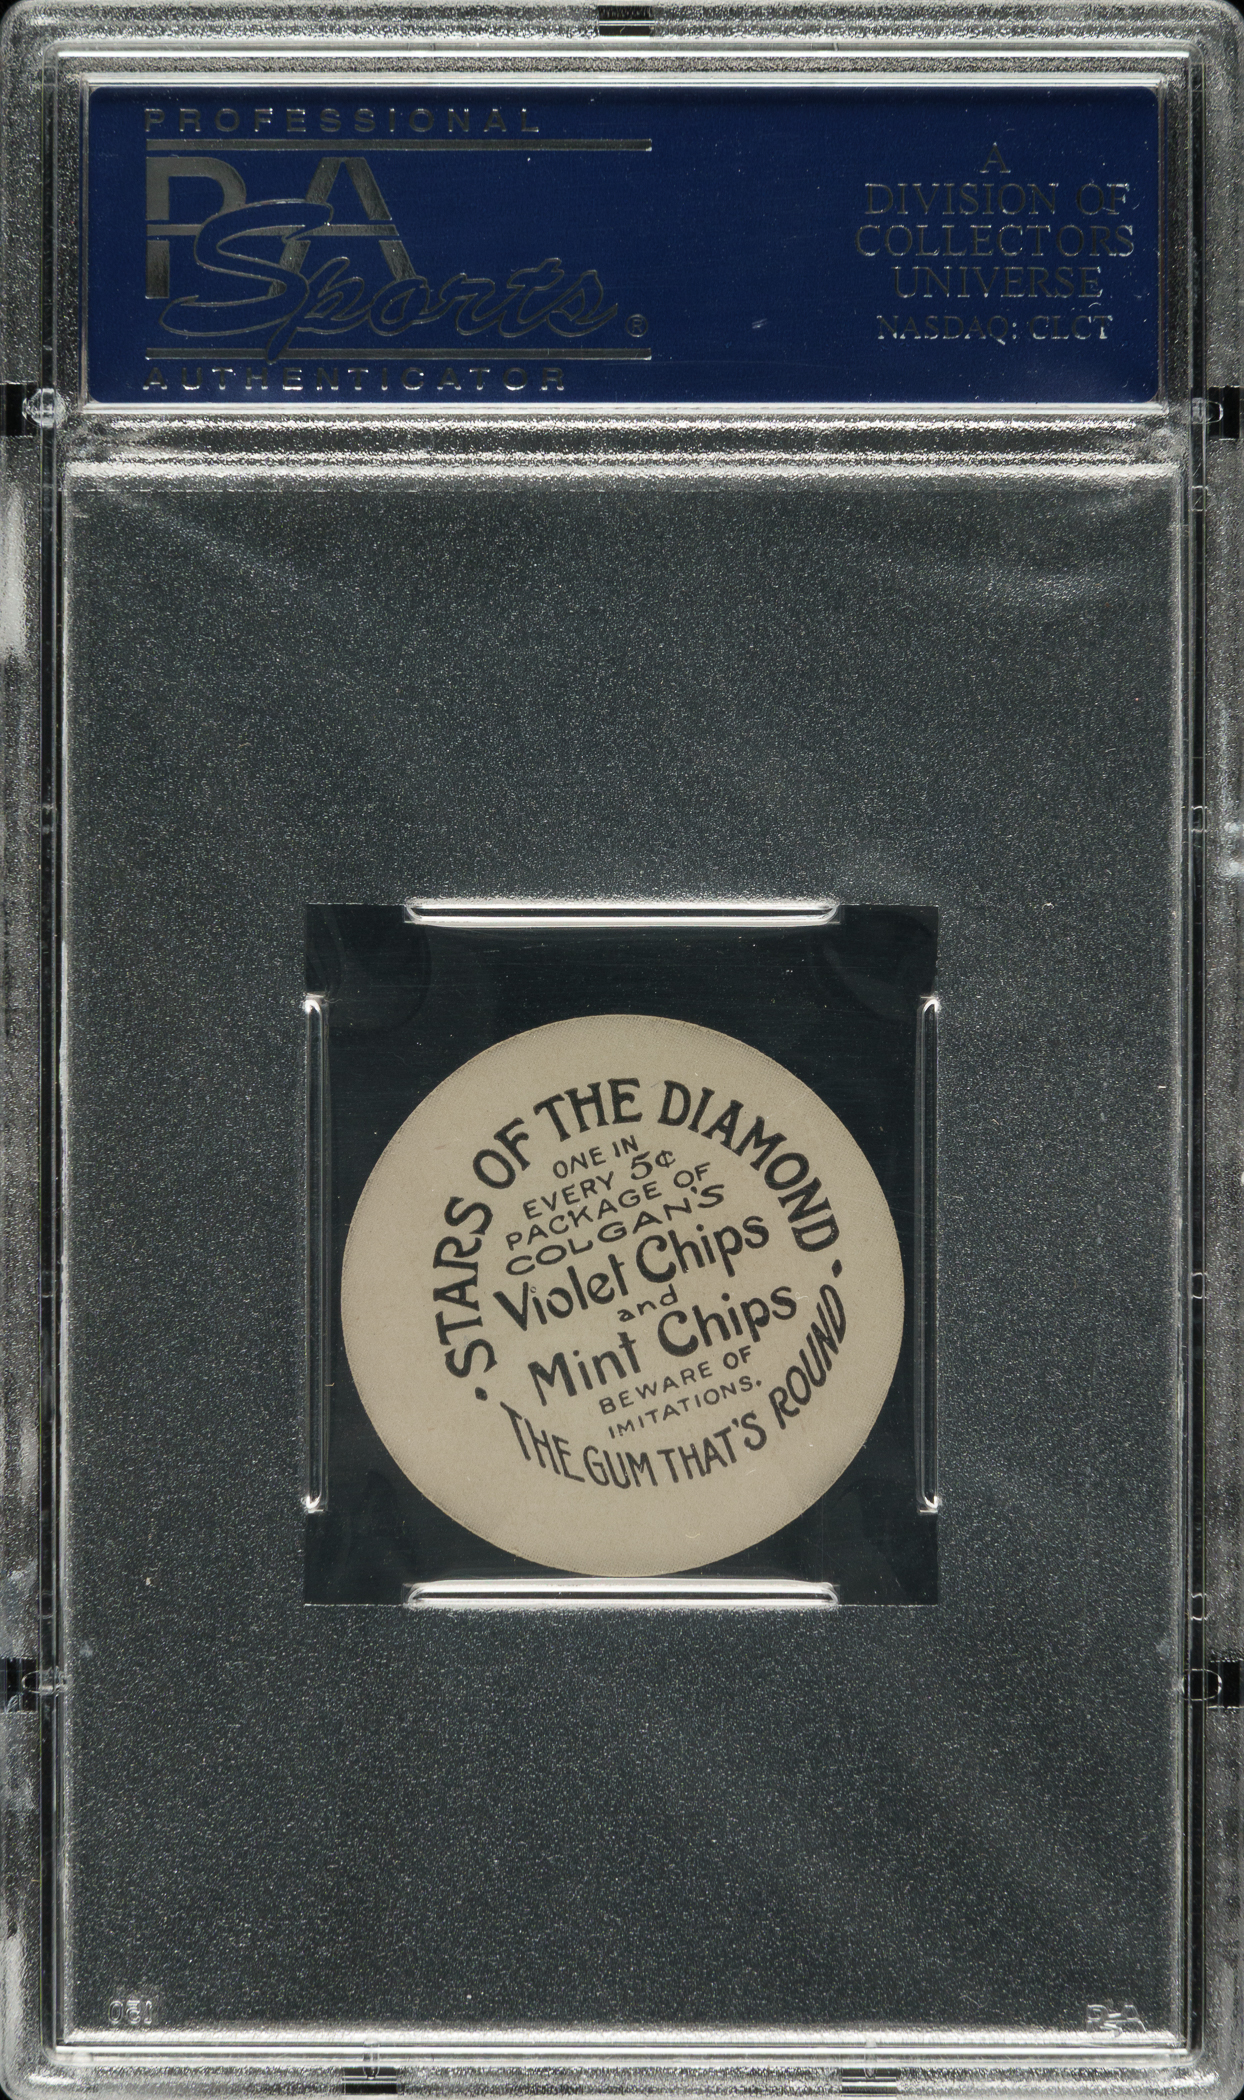 PROFESSIONAL
PSA
Sports®
AUTHENTICATOR
A
DIVISION OF
COLLECTORS
UNIVERSE
NASDAQ: CLCT
• STARS OF THE DIAMOND •
ONE IN
EVERY 5¢
PACKAGE OF
COLGAN'S
Violet Chips
and
Mint Chips
BEWARE OF
IMITATIONS.
THE GUM THAT'S ROUND
PSA